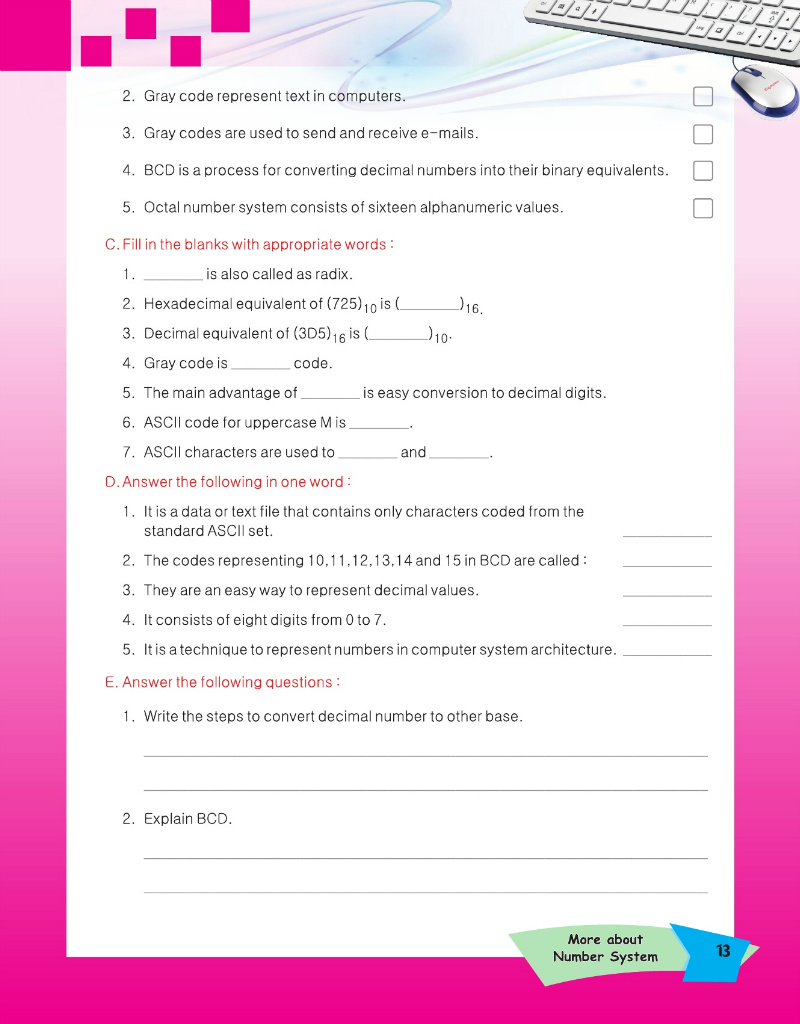 2. Gray code represent text in computers.
3. Gray codes are used to send and receive e-mails.
4. BCD is a process for converting decimal numbers into their binary equivalents.
5. Octal number system consists of sixteen alphanumeric values.
C. Fill in the blanks with appropriate words :
1. ________ is also called as radix.
2. Hexadecimal equivalent of (725)10 is (________)16.
3. Decimal equivalent of (3D5)16 is (________)10.
4. Gray code is ________ code.
5. The main advantage of ________ is easy conversion to decimal digits.
6. ASCII code for uppercase M is ________.
7. ASCII characters are used to ________ and ________.
D. Answer the following in one word :
1. It is a data or text file that contains only characters coded from the
standard ASCII set. ____________
2. The codes representing 10,11,12,13,14 and 15 in BCD are called : ____________
3. They are an easy way to represent decimal values. ____________
4. It consists of eight digits from 0 to 7. ____________
5. It is a technique to represent numbers in computer system architecture. ____________
E. Answer the following questions :
1. Write the steps to convert decimal number to other base.
2. Explain BCD.
More about
Number System
13